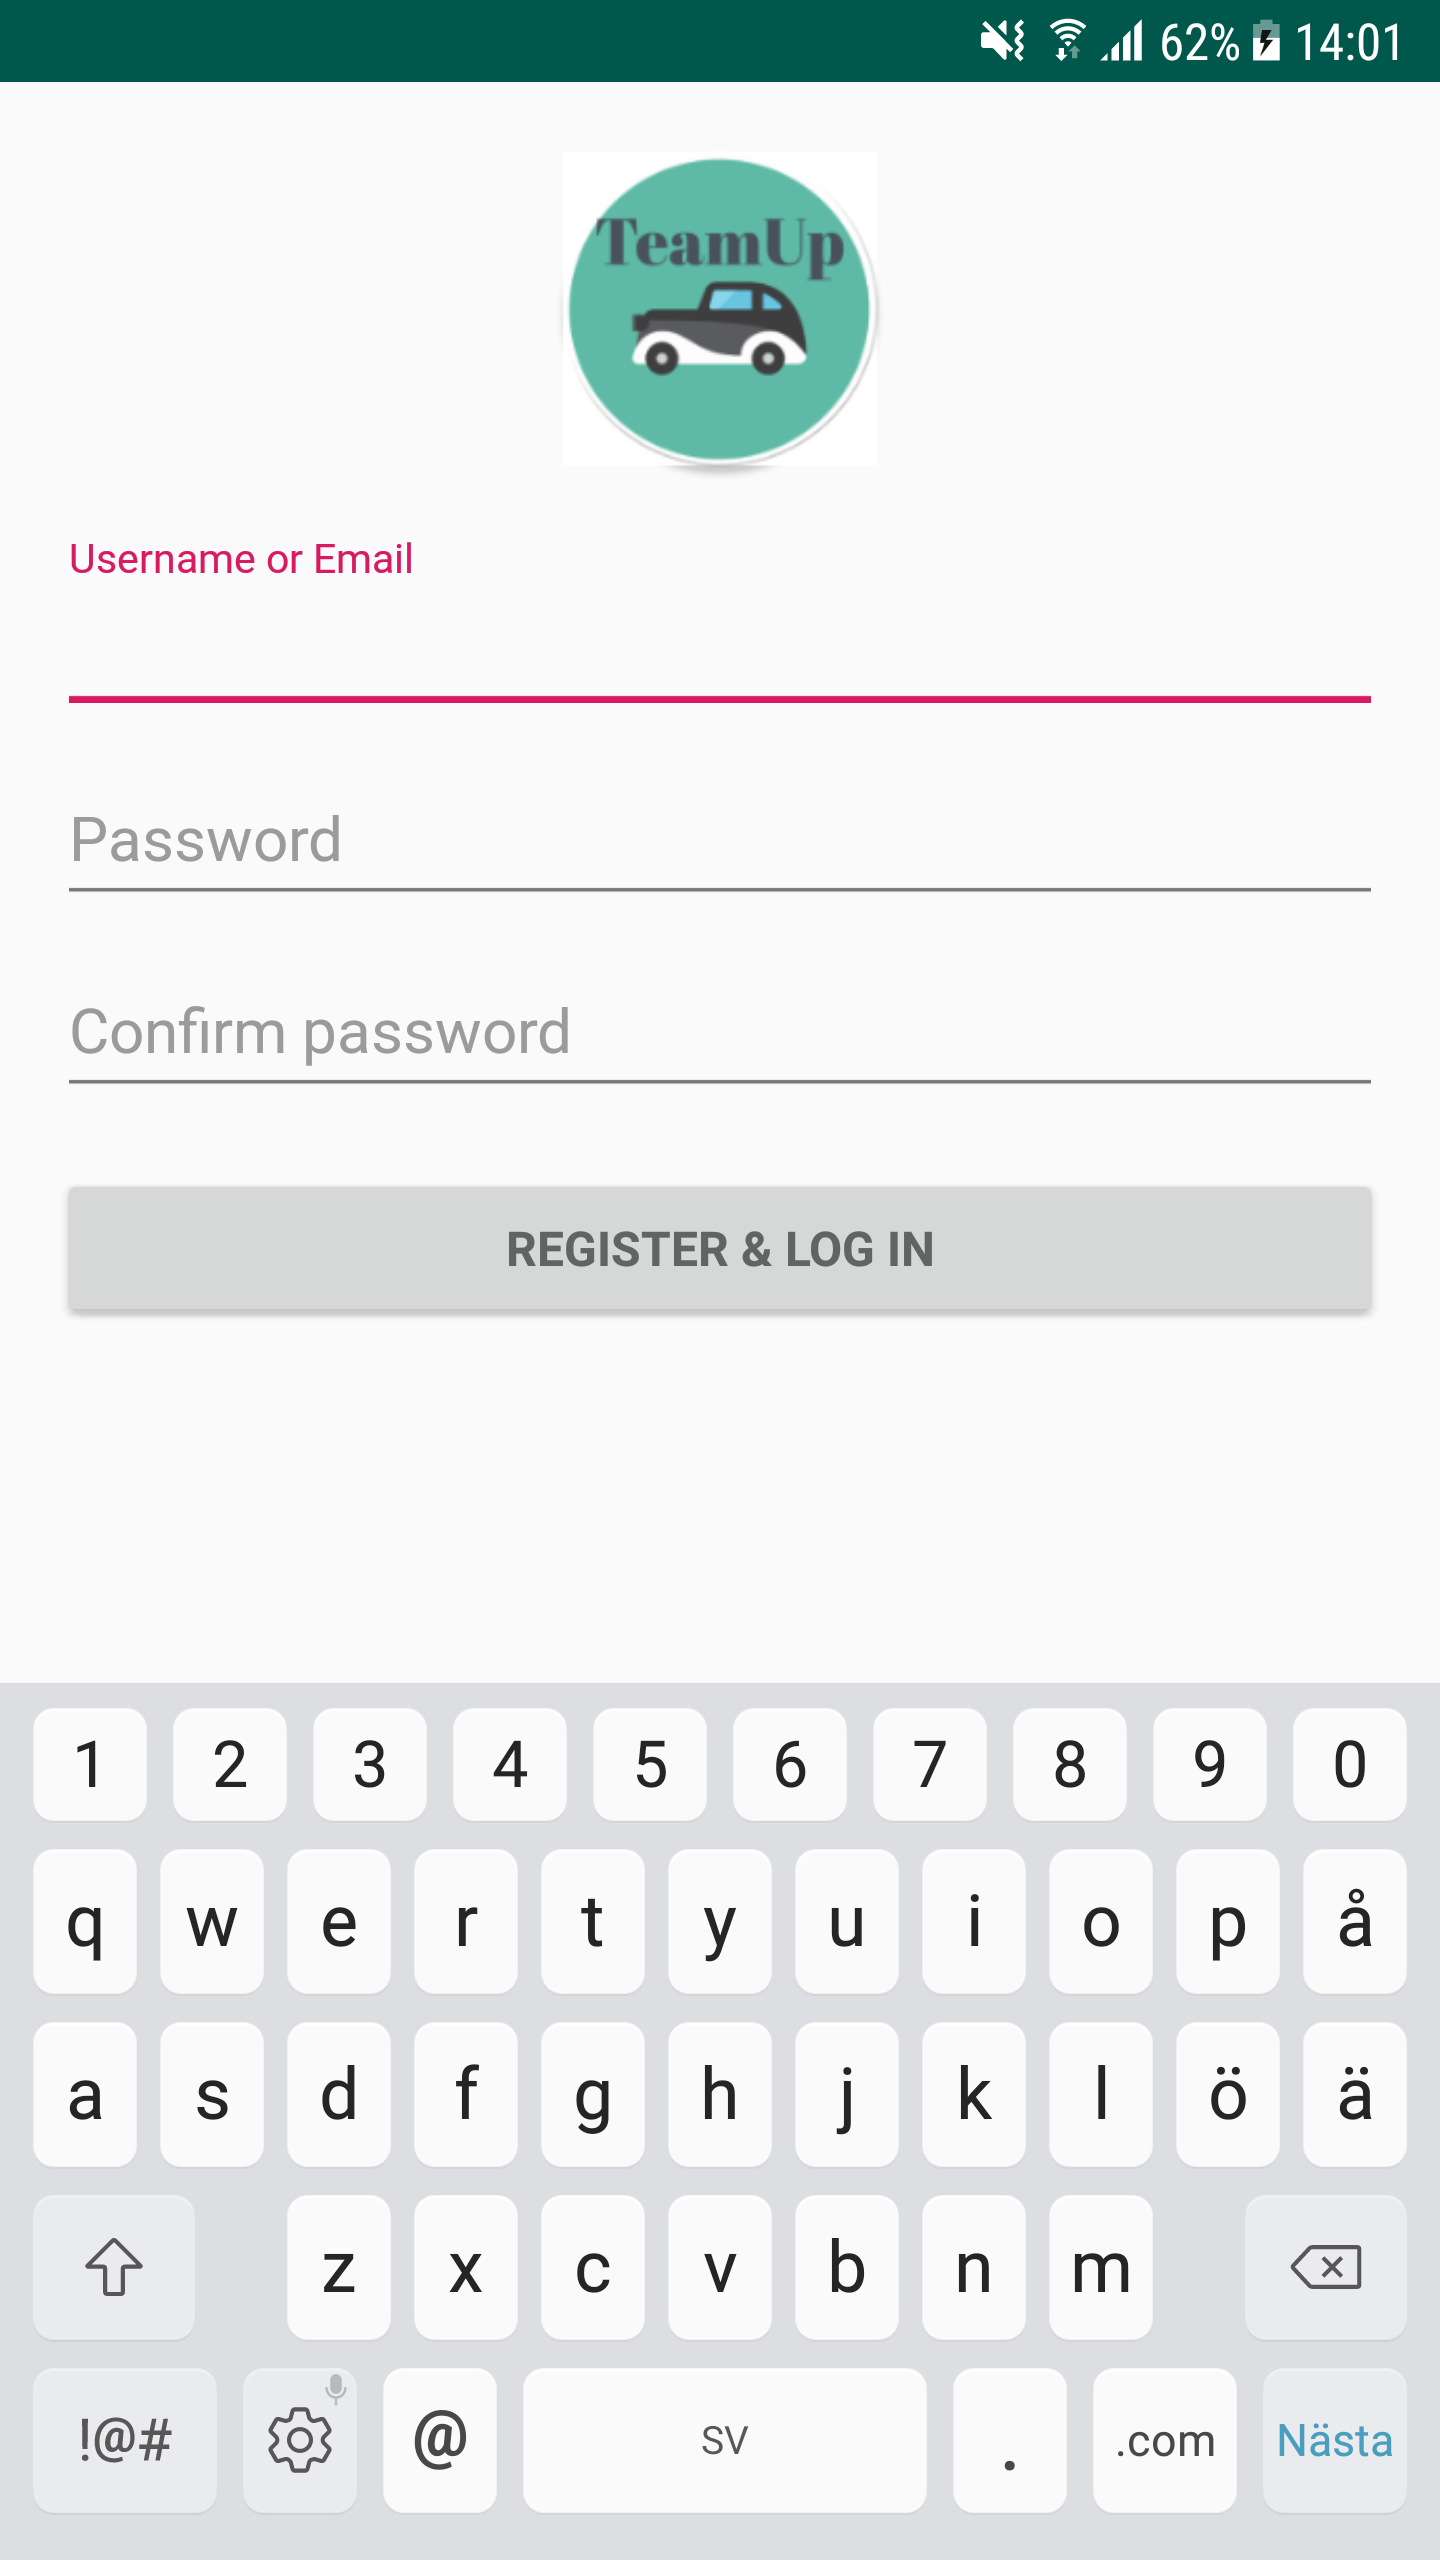 62% 14:01
TeamUp
Username or Email
Password
Confirm password
REGISTER & LOG IN
1 2 3 4 5 6 7 8 9 0
q w e r t y u i o p å
a s d f g h j k l ö ä
z x c v b n m
!@# @ SV . .com Nästa